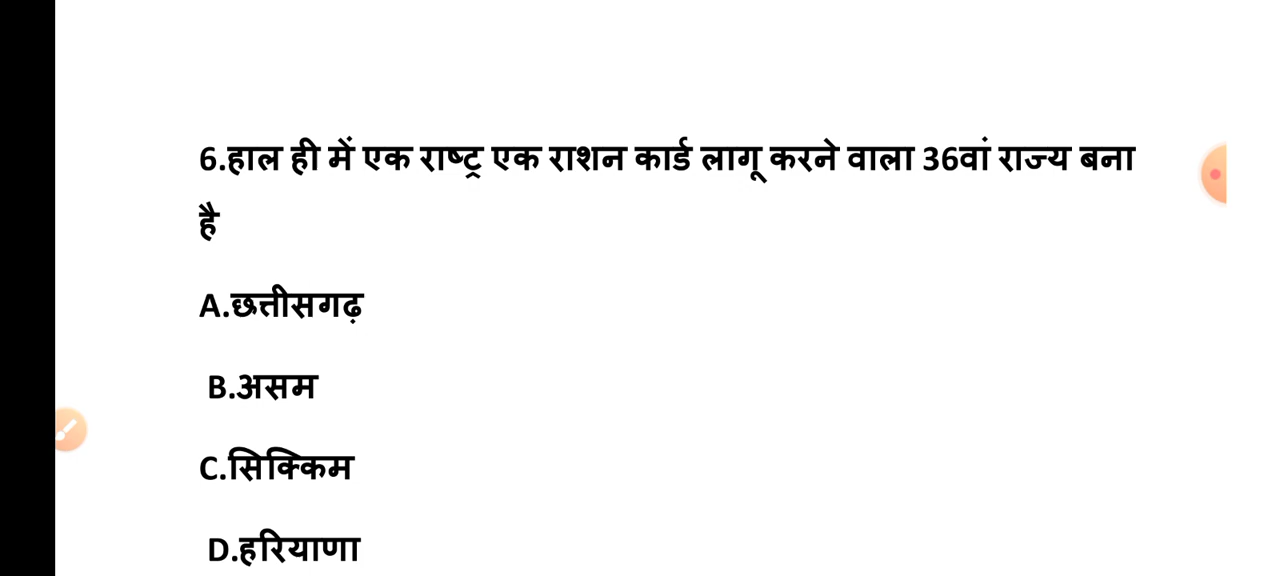 6.हाल ही में एक राष्ट्र एक राशन कार्ड लागू करने वाला 36वां राज्य बना
है
A.छत्तीसगढ़
B.असम
C.सिक्किम
D.हरियाणा